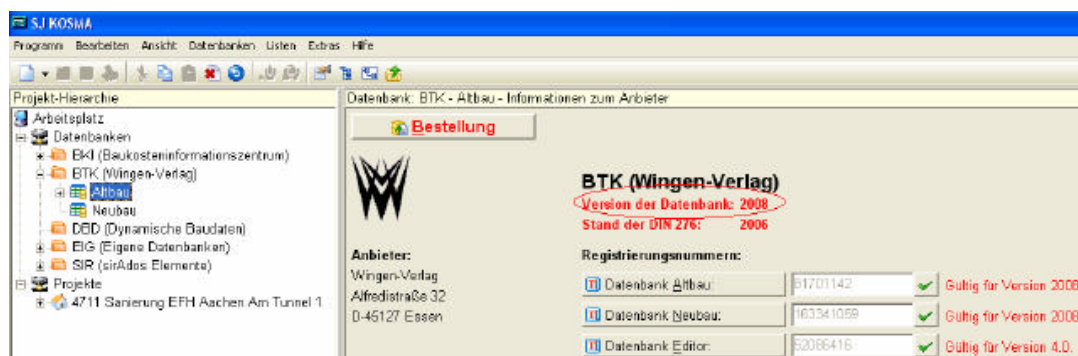 SJ KOSMA
Programm Bearbeiten Ansicht Datenbanken Listen Extras Hilfe
Projekt-Hierarchie
Arbeitsplatz
Datenbanken
BKI (Baukosteninformationszentrum)
BTK (Wingen-Verlag)
Altbau
Neubau
DBD (Dynamische Baudaten)
EIG (Eigene Datenbanken)
SIR (sirAdos Elemente)
Projekte
4711 Sanierung EFH Aachen Am Tunnel 1
Datenbank: BTK - Altbau - Informationen zum Anbieter
Bestellung
BTK (Wingen-Verlag)
Version der Datenbank: 2008
Stand der DIN 276: 2006
Anbieter:
Wingen-Verlag
Alfredistraße 32
D-45127 Essen
Registrierungsnummern:
Datenbank Altbau: 61701142 Gültig für Version 2008
Datenbank Neubau: 163341059 Gültig für Version 2008
Datenbank Editor: 52086416 Gültig für Version 4.0.